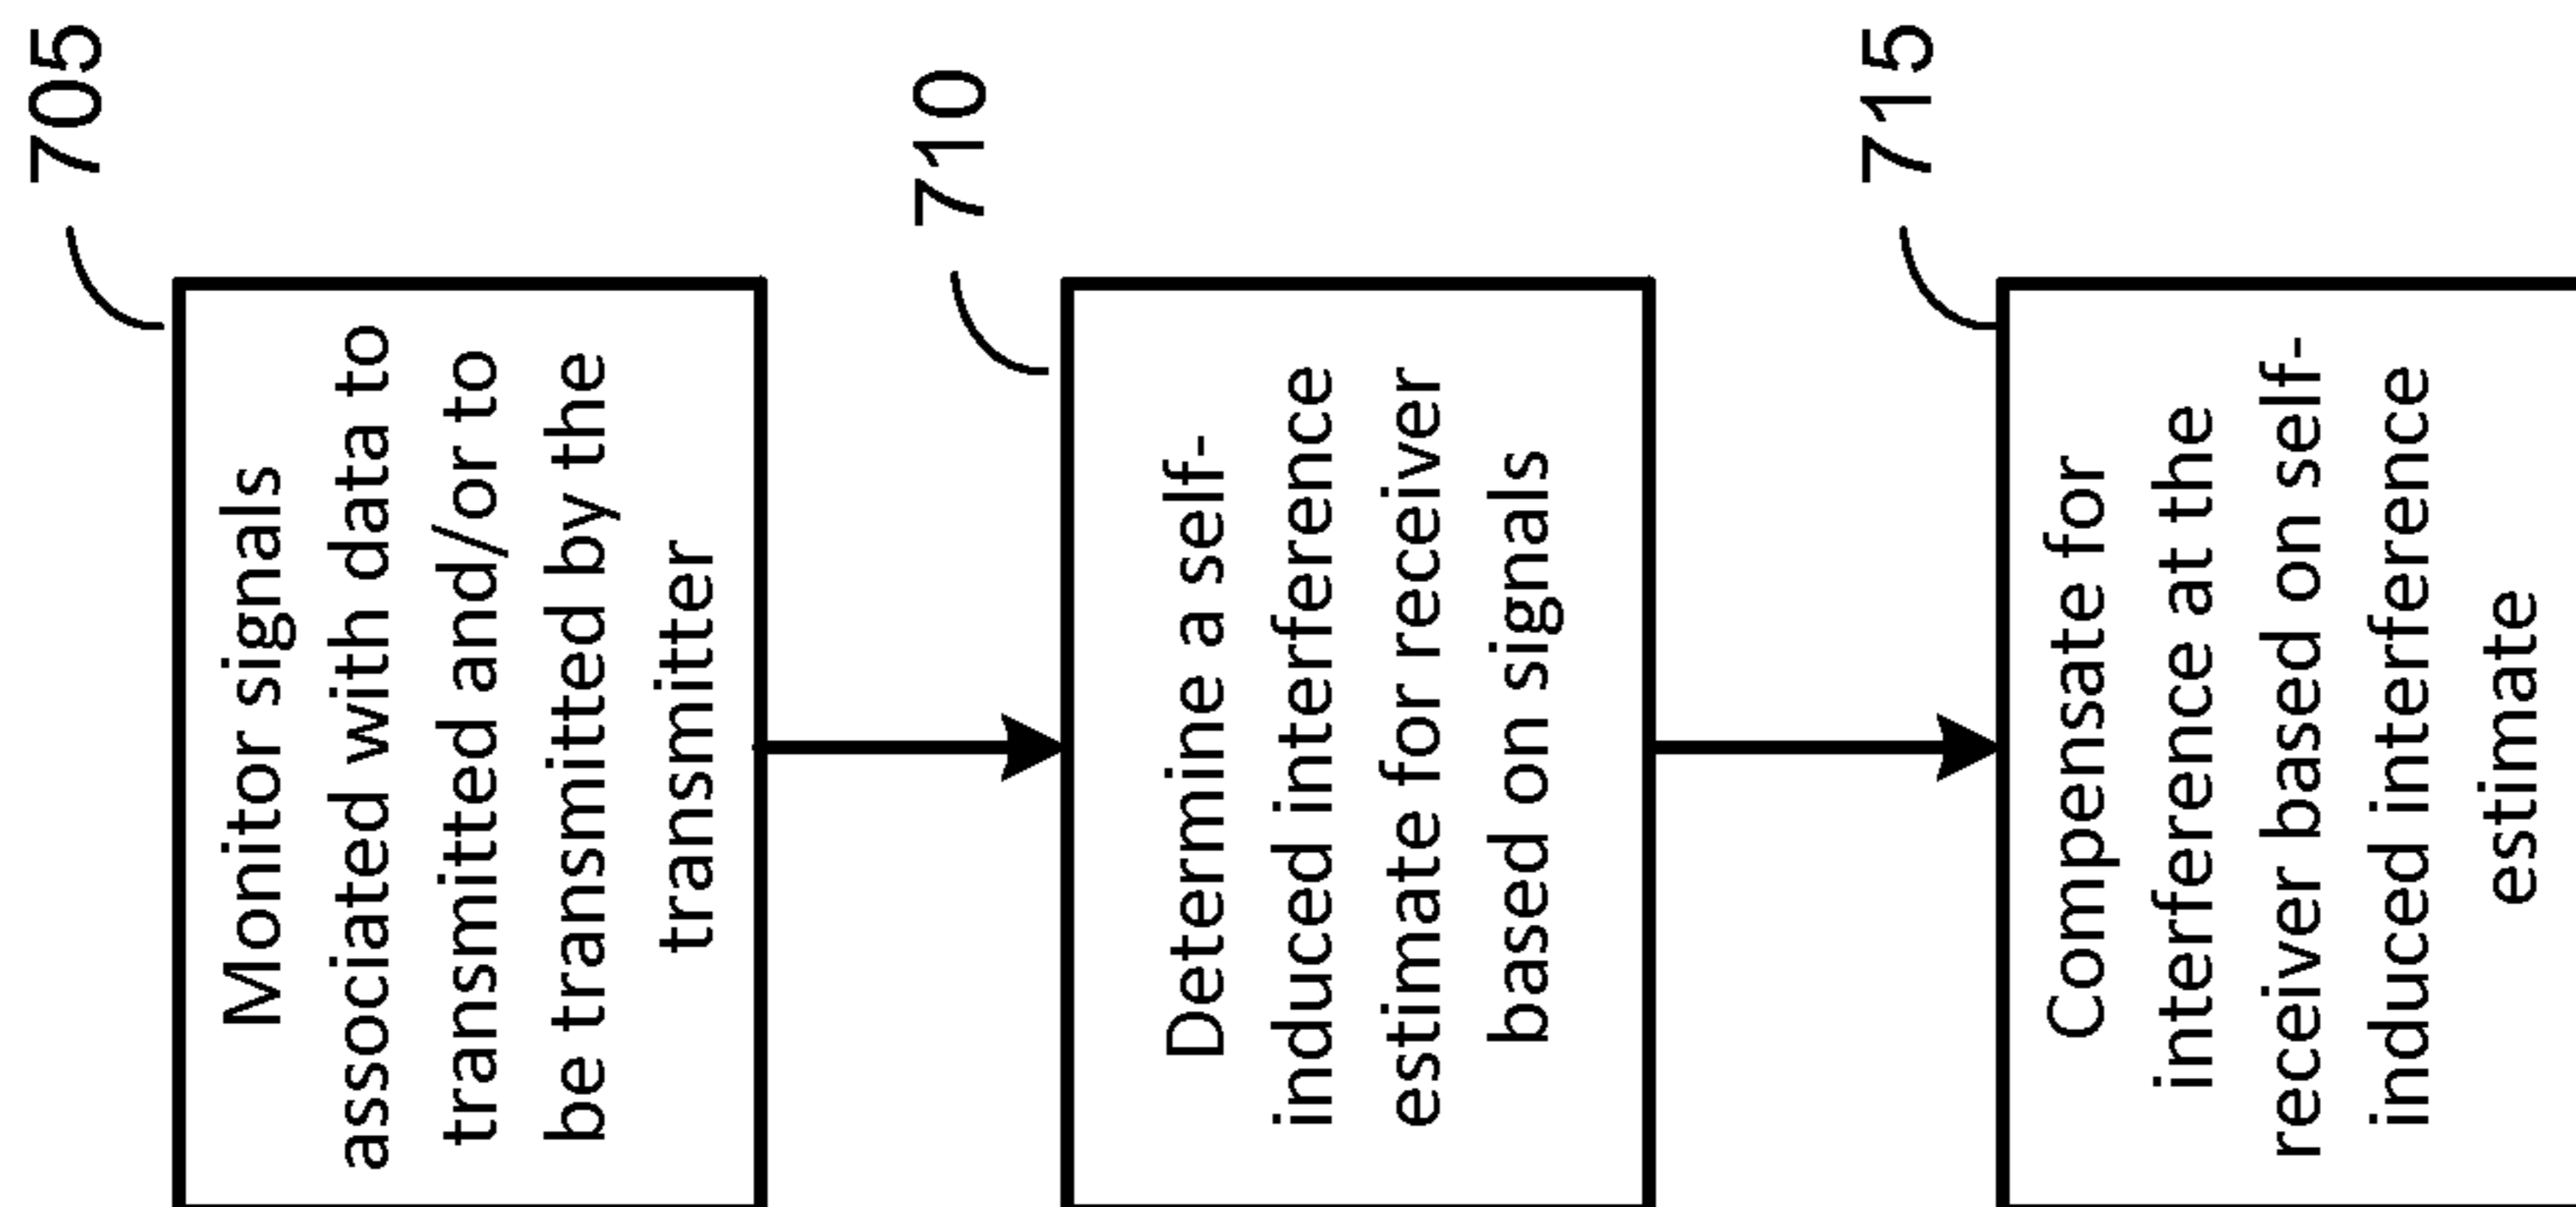 705
Monitor signals
associated with data to
transmitted and/or to
be transmitted by the
transmitter
710
Determine a self-
induced interference
estimate for receiver
based on signals
715
Compensate for
interference at the
receiver based on self-
induced interference
estimate